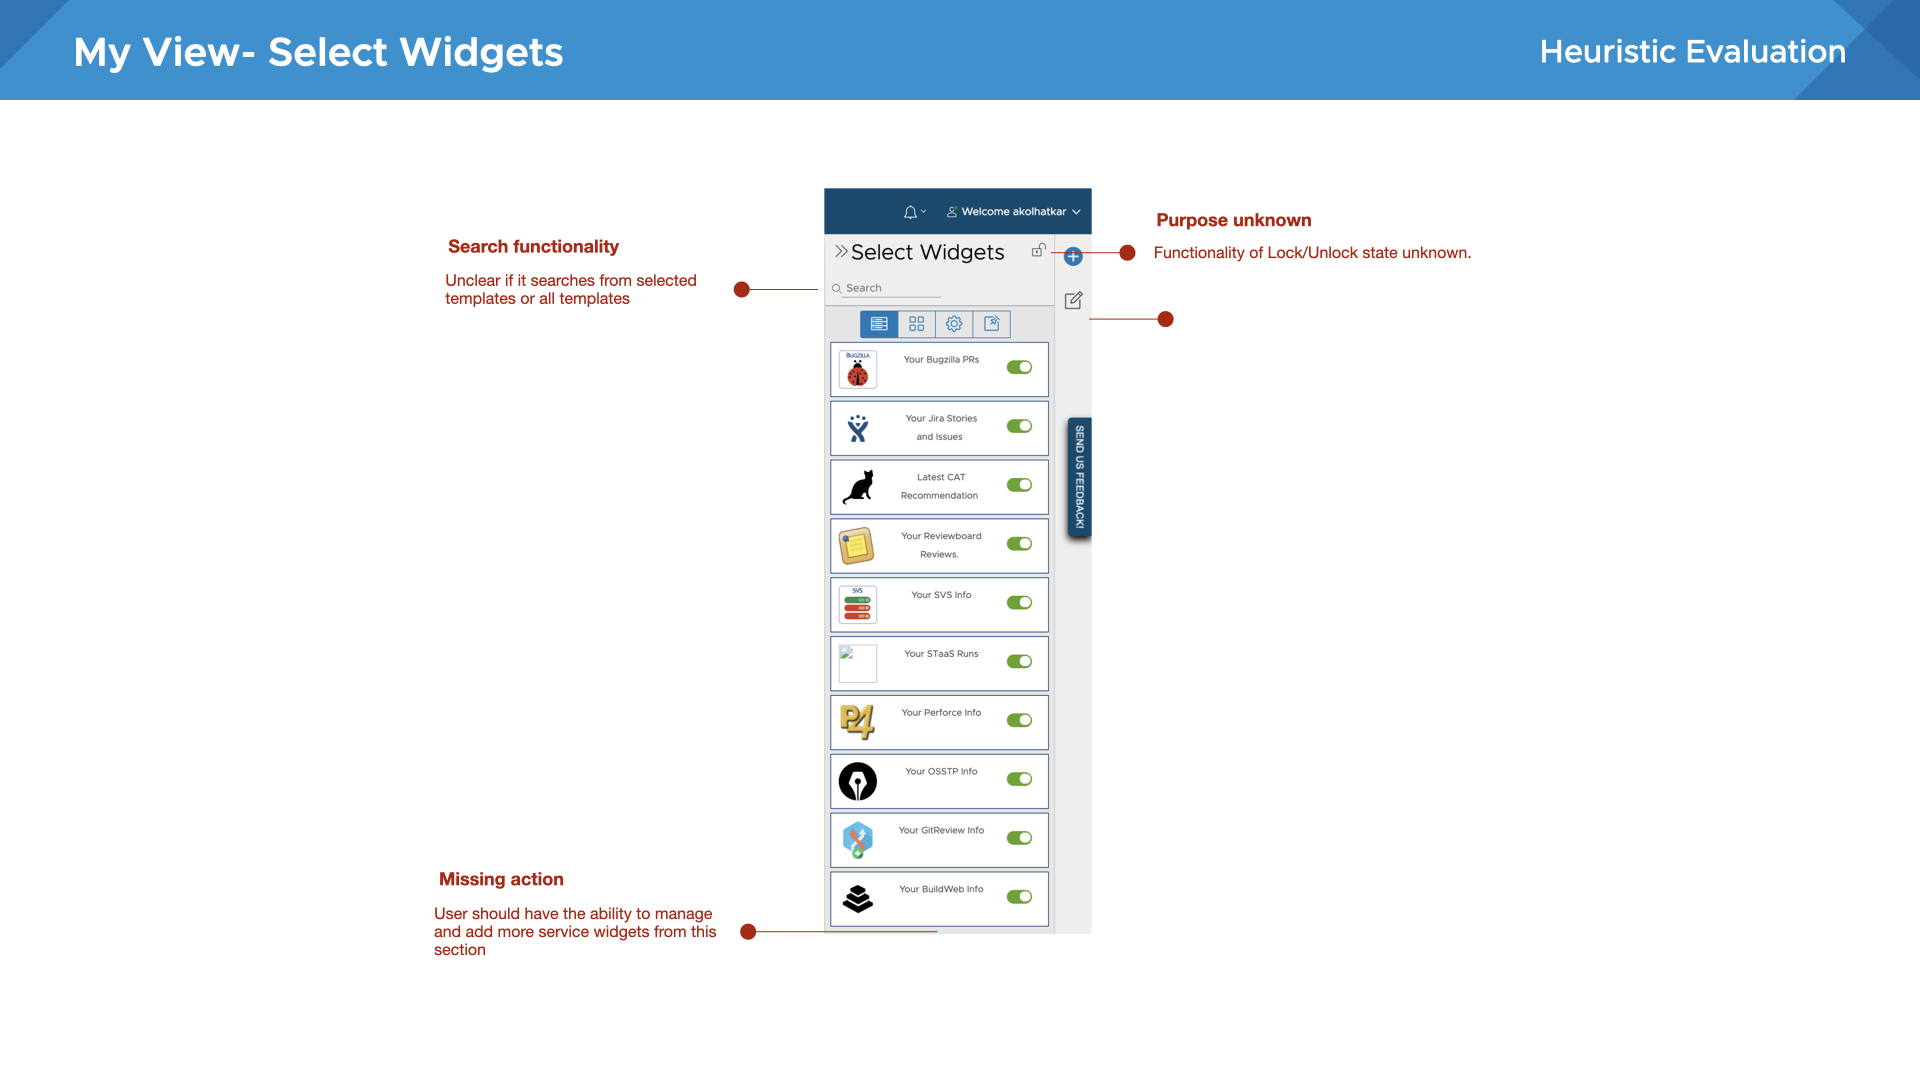 My View- Select Widgets
Heuristic Evaluation
Search functionality
Unclear if it searches from selected
templates or all templates
Missing action
User should have the ability to manage
and add more service widgets from this
section
Welcome akolhatkar
Select Widgets
Search
BUGZILLA
Your Bugzilla PRs
Your Jira Stories
and Issues
Latest CAT
Recommendation
Your Reviewboard
Reviews.
SVS
Your SVS Info
Your STaaS Runs
P4
Your Perforce Info
Your OSSTP Info
Your GitReview Info
Your BuildWeb Info
SEND US FEEDBACK!
Purpose unknown
Functionality of Lock/Unlock state unknown.